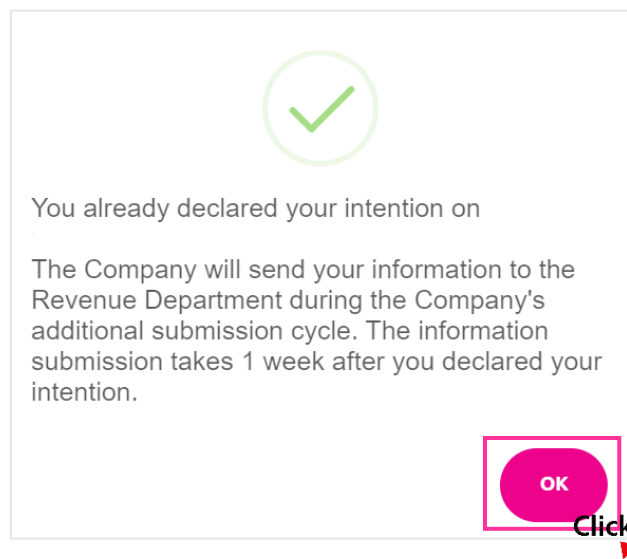 You already declared your intention on
The Company will send your information to the
Revenue Department during the Company's
additional submission cycle. The information
submission takes 1 week after you declared your
intention.
OK
Click